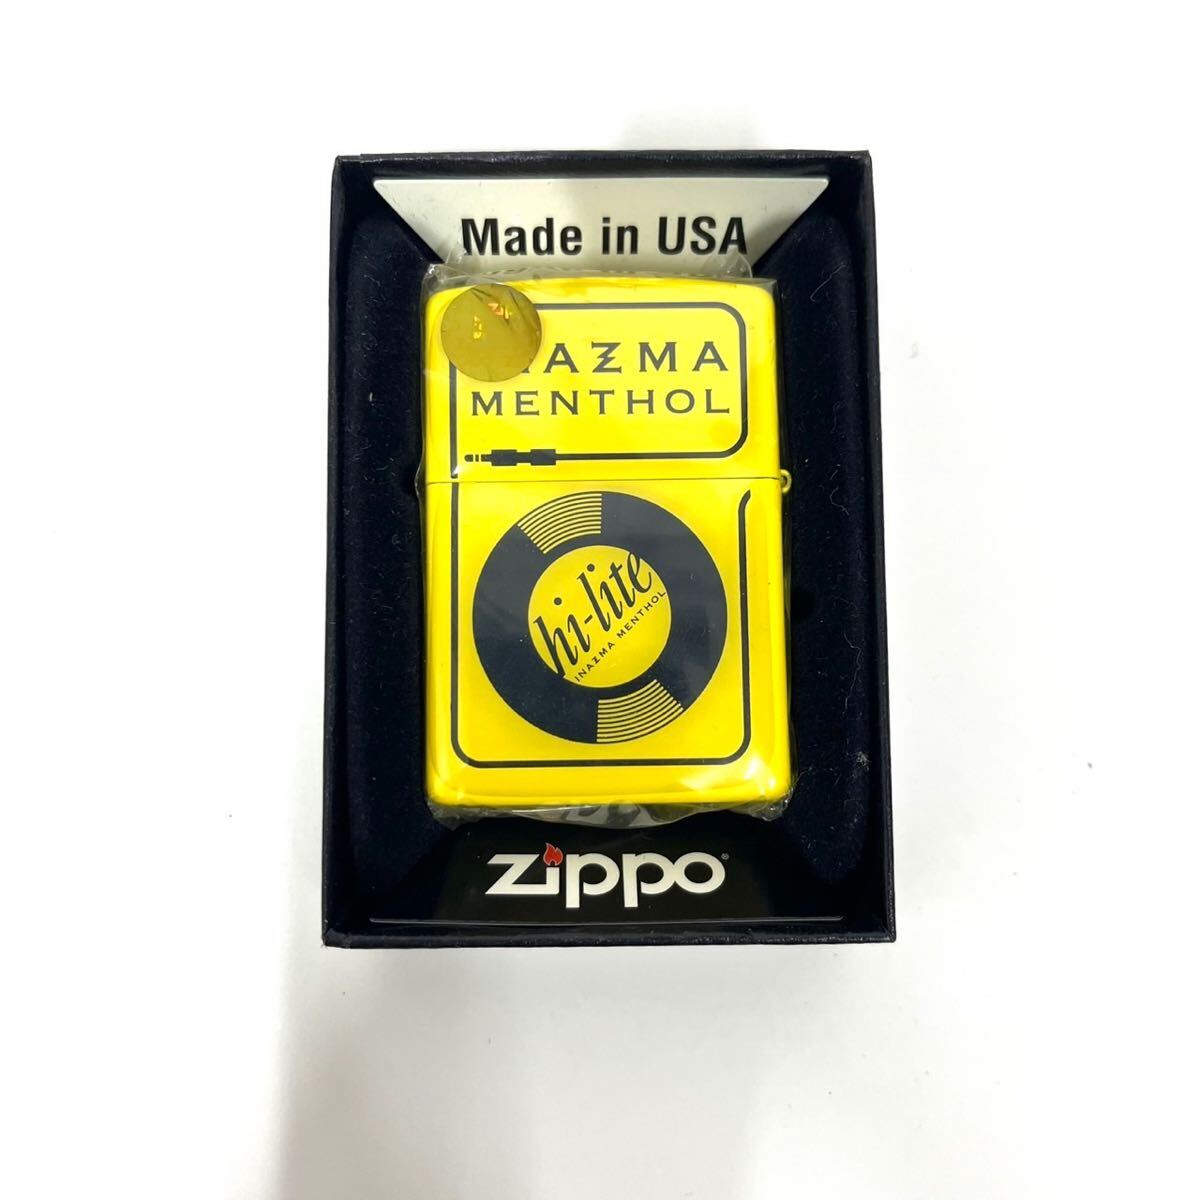 Made in USA
AZMA
MENTHOL
hi-lite
INAZMA MENTHOL
zippo®